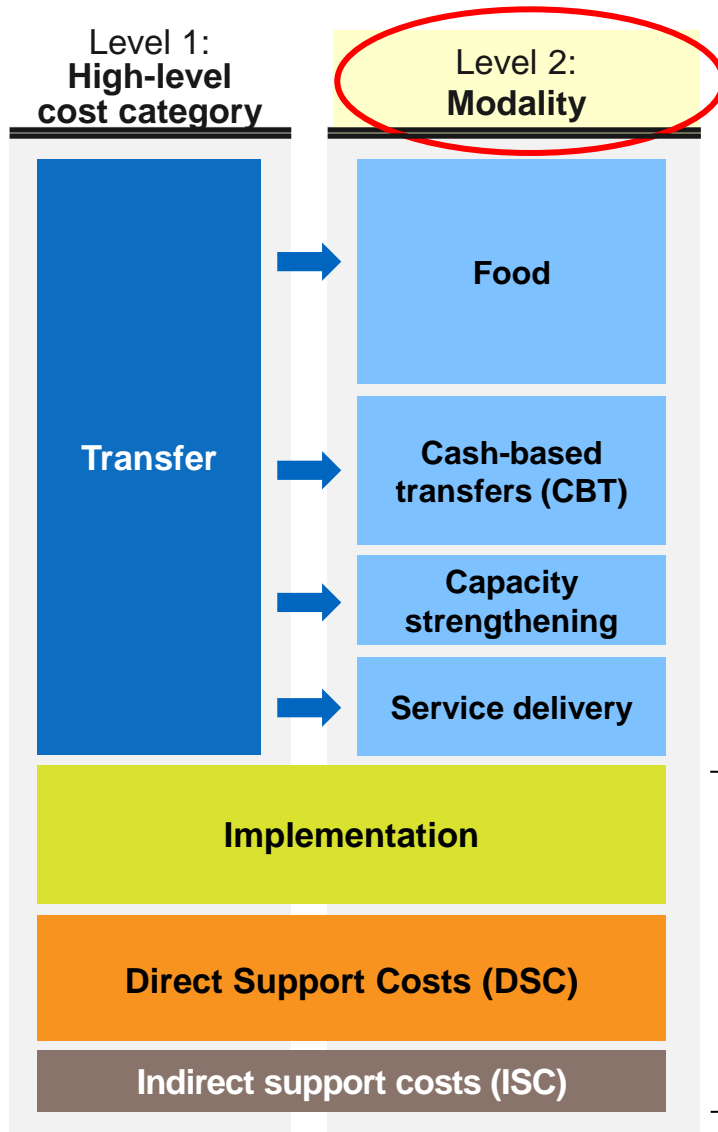 Level 1:
High-level
cost category
Level 2:
Modality
Transfer
Food
Cash-based
transfers (CBT)
Capacity
strengthening
Service delivery
Implementation
Direct Support Costs (DSC)
Indirect support costs (ISC)